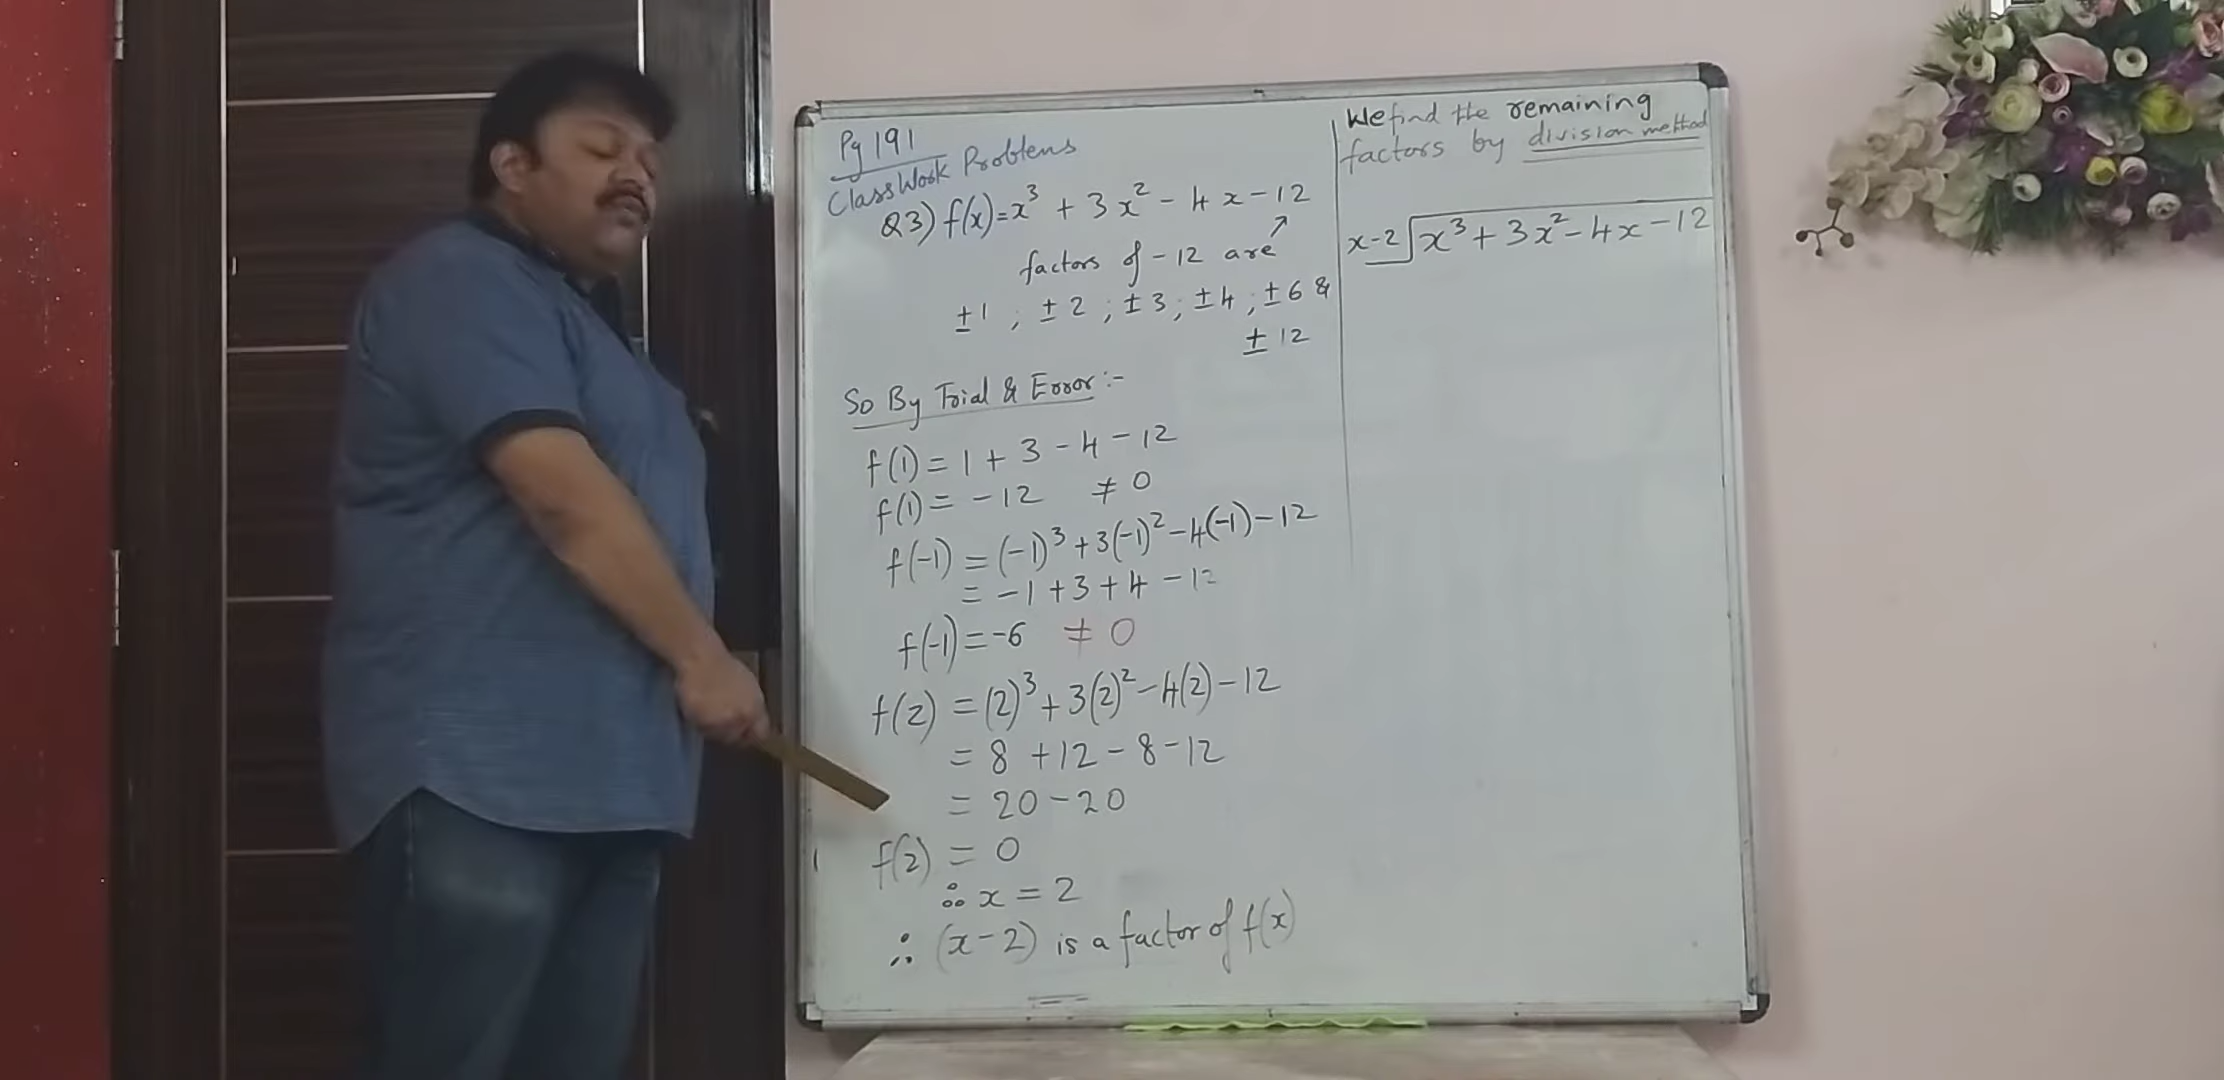 Pg 191
ClassWork Problems
Q3) f(x)=x³ + 3x² - 4x - 12
factors of -12 are
±1 ; ±2 ; ±3 ; ±4 ; ±6 &
±12
So By Trial & Error :-
f(1) = 1 + 3 - 4 - 12
f(1) = -12 ≠ 0
f(-1) = (-1)³ + 3(-1)² - 4(-1) - 12
= -1 + 3 + 4 - 12
f(-1) = -6 ≠ 0
f(2) = (2)³ + 3(2)² - 4(2) - 12
= 8 + 12 - 8 - 12
= 20 - 20
f(2) = 0
∴ x = 2
∴ (x-2) is a factor of f(x)
We find the remaining
factors by division method
x-2 x³ + 3x² - 4x - 12